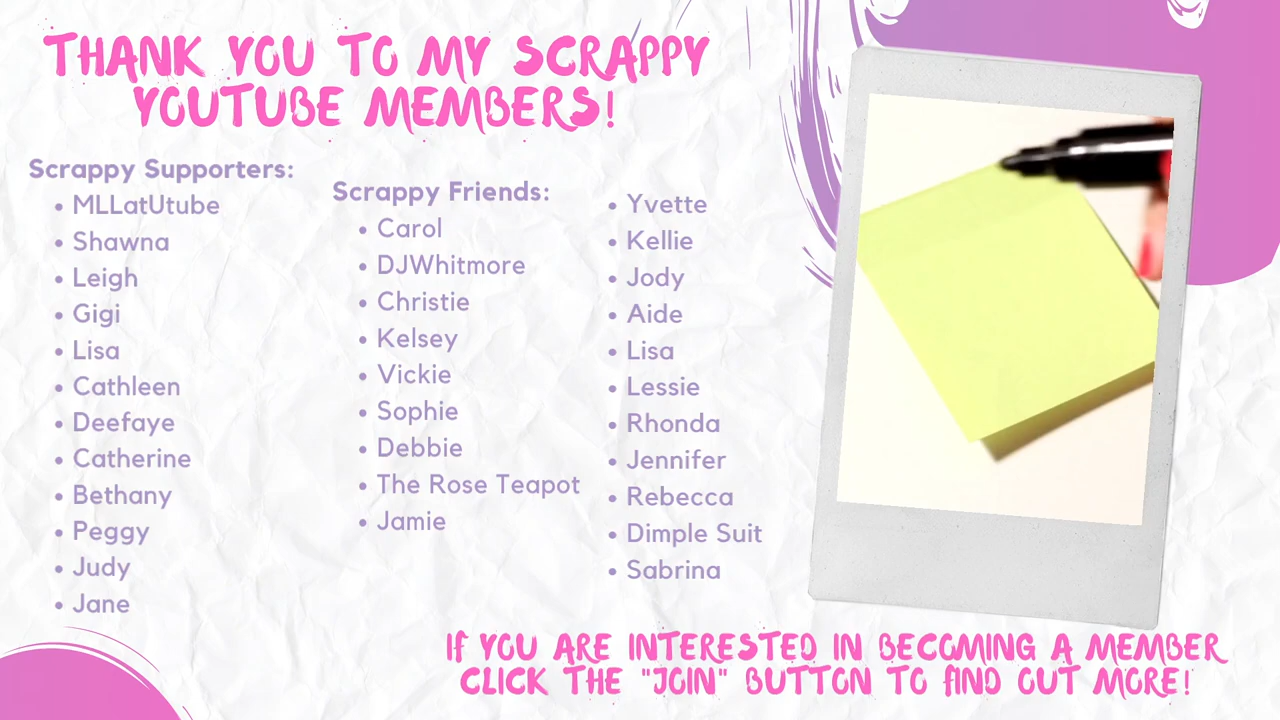 THANK YOU TO MY SCRAPPY
YOUTUBE MEMBERS!
Scrappy Supporters:
• MLLatUtube
• Shawna
• Leigh
• Gigi
• Lisa
• Cathleen
• Deefaye
• Catherine
• Bethany
• Peggy
• Judy
• Jane
Scrappy Friends:
• Carol
• DJWhitmore
• Christie
• Kelsey
• Vickie
• Sophie
• Debbie
• The Rose Teapot
• Jamie
• Yvette
• Kellie
• Jody
• Aide
• Lisa
• Lessie
• Rhonda
• Jennifer
• Rebecca
• Dimple Suit
• Sabrina
IF YOU ARE INTERESTED IN BECOMING A MEMBER
CLICK THE "JOIN" BUTTON TO FIND OUT MORE!